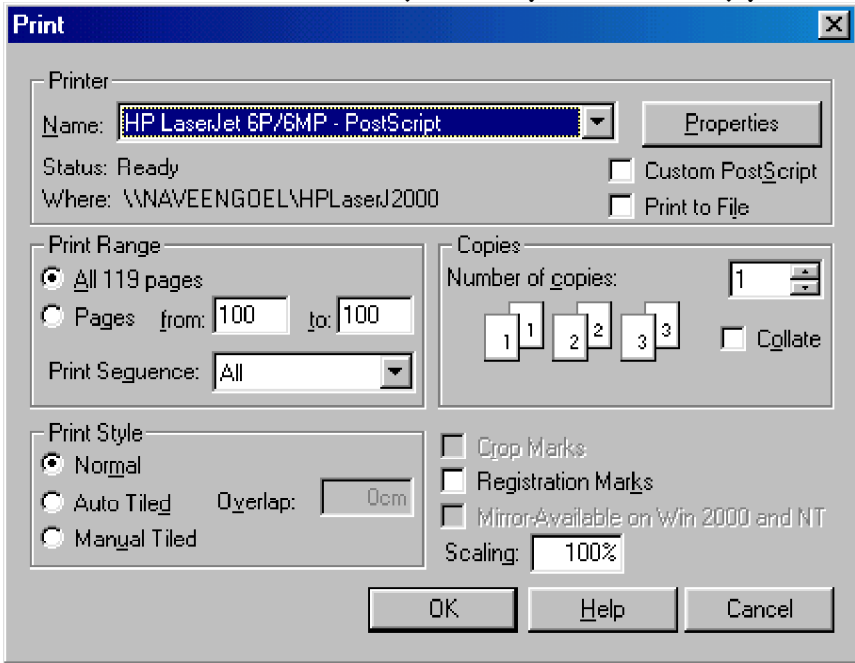 Print
Printer
Name: HP LaserJet 6P/6MP - PostScript
Properties
Status: Ready
Custom PostScript
Where: \\NAVEENGOEL\HPLaserJ2000
Print to File
Print Range
All 119 pages
Pages from: 100 to: 100
Print Seguence: All
Copies
Number of copies: 1
1 1 2 2 3 3
Collate
Print Style
Normal
Auto Tiled Overlap: 0cm
Manual Tiled
Crop Marks
Registration Marks
Mirror-Available on Win 2000 and NT
Scaling: 100%
OK Help Cancel